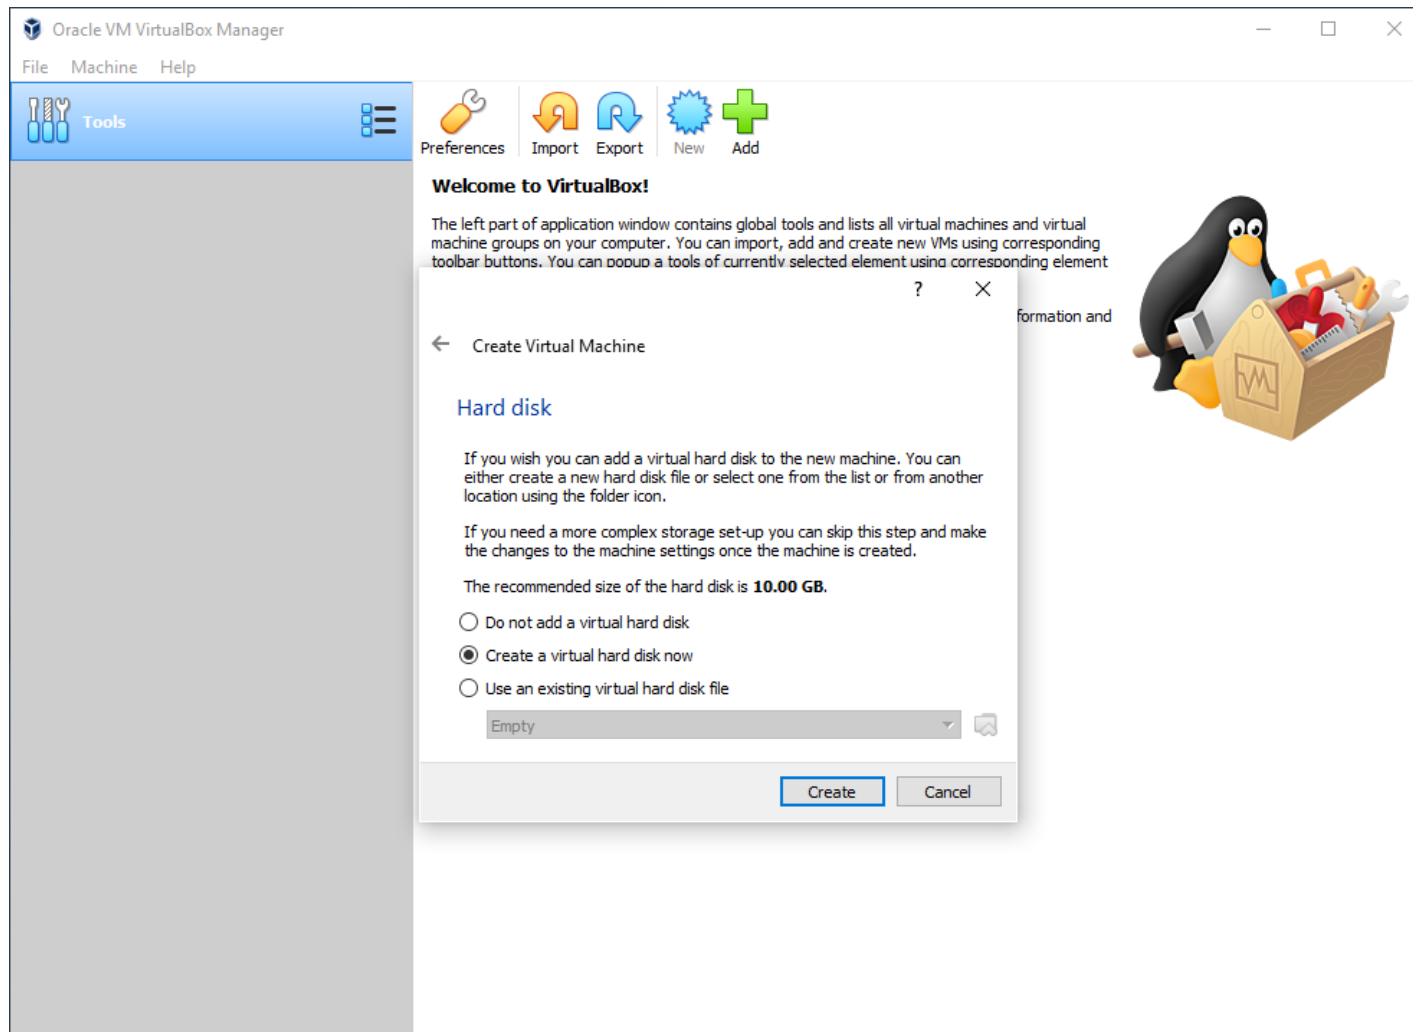 Oracle VM VirtualBox Manager
File Machine Help
Tools
Preferences Import Export New Add
Welcome to VirtualBox!
The left part of application window contains global tools and lists all virtual machines and virtual
machine groups on your computer. You can import, add and create new VMs using corresponding
toolbar buttons. You can popup a tools of currently selected element using corresponding element
?
formation and
Create Virtual Machine
Hard disk
If you wish you can add a virtual hard disk to the new machine. You can
either create a new hard disk file or select one from the list or from another
location using the folder icon.
If you need a more complex storage set-up you can skip this step and make
the changes to the machine settings once the machine is created.
The recommended size of the hard disk is 10.00 GB.
Do not add a virtual hard disk
Create a virtual hard disk now
Use an existing virtual hard disk file
Empty
Create Cancel